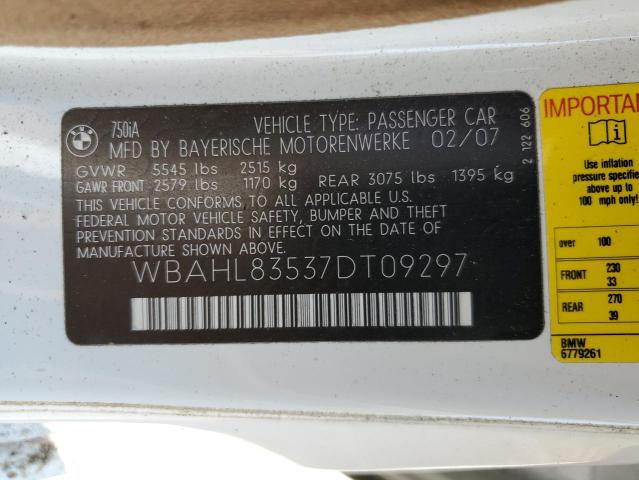 BMW
750iA
VEHICLE TYPE: PASSENGER CAR
MFD BY BAYERISCHE MOTORENWERKE 02/07
GVWR 5545 lbs 2515 kg
GAWR FRONT 2579 lbs 1170 kg REAR 3075 lbs 1395 kg
THIS VEHICLE CONFORMS TO ALL APPLICABLE U.S.
FEDERAL MOTOR VEHICLE SAFETY, BUMPER AND THEFT
PREVENTION STANDARDS IN EFFECT ON THE DATE OF
MANUFACTURE SHOWN ABOVE.
WBAHL83537DT09297
2 122 606
IMPORTAN
i
Use inflation
pressure specified
above up to
100 mph only!
over 100
FRONT 230
33
REAR 270
39
BMW
6779261